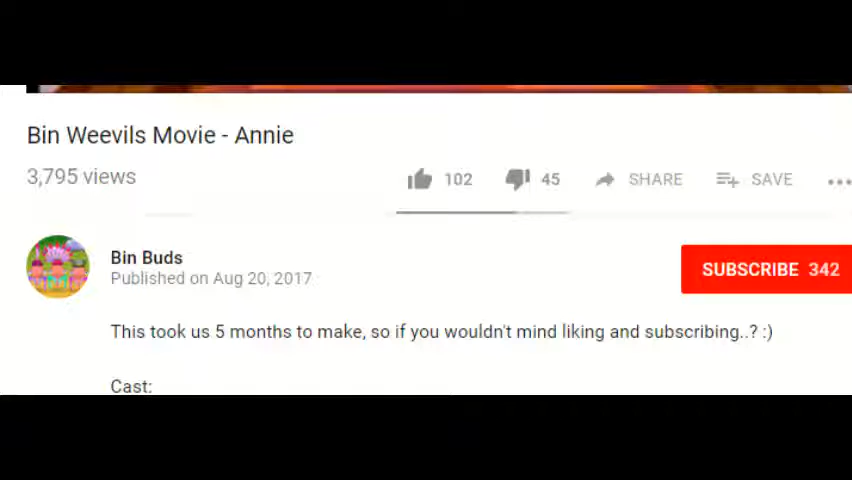 Bin Weevils Movie - Annie
3,795 views 102 45 SHARE SAVE
Bin Buds
Published on Aug 20, 2017
SUBSCRIBE 342
This took us 5 months to make, so if you wouldn't mind liking and subscribing..? :)
Cast: